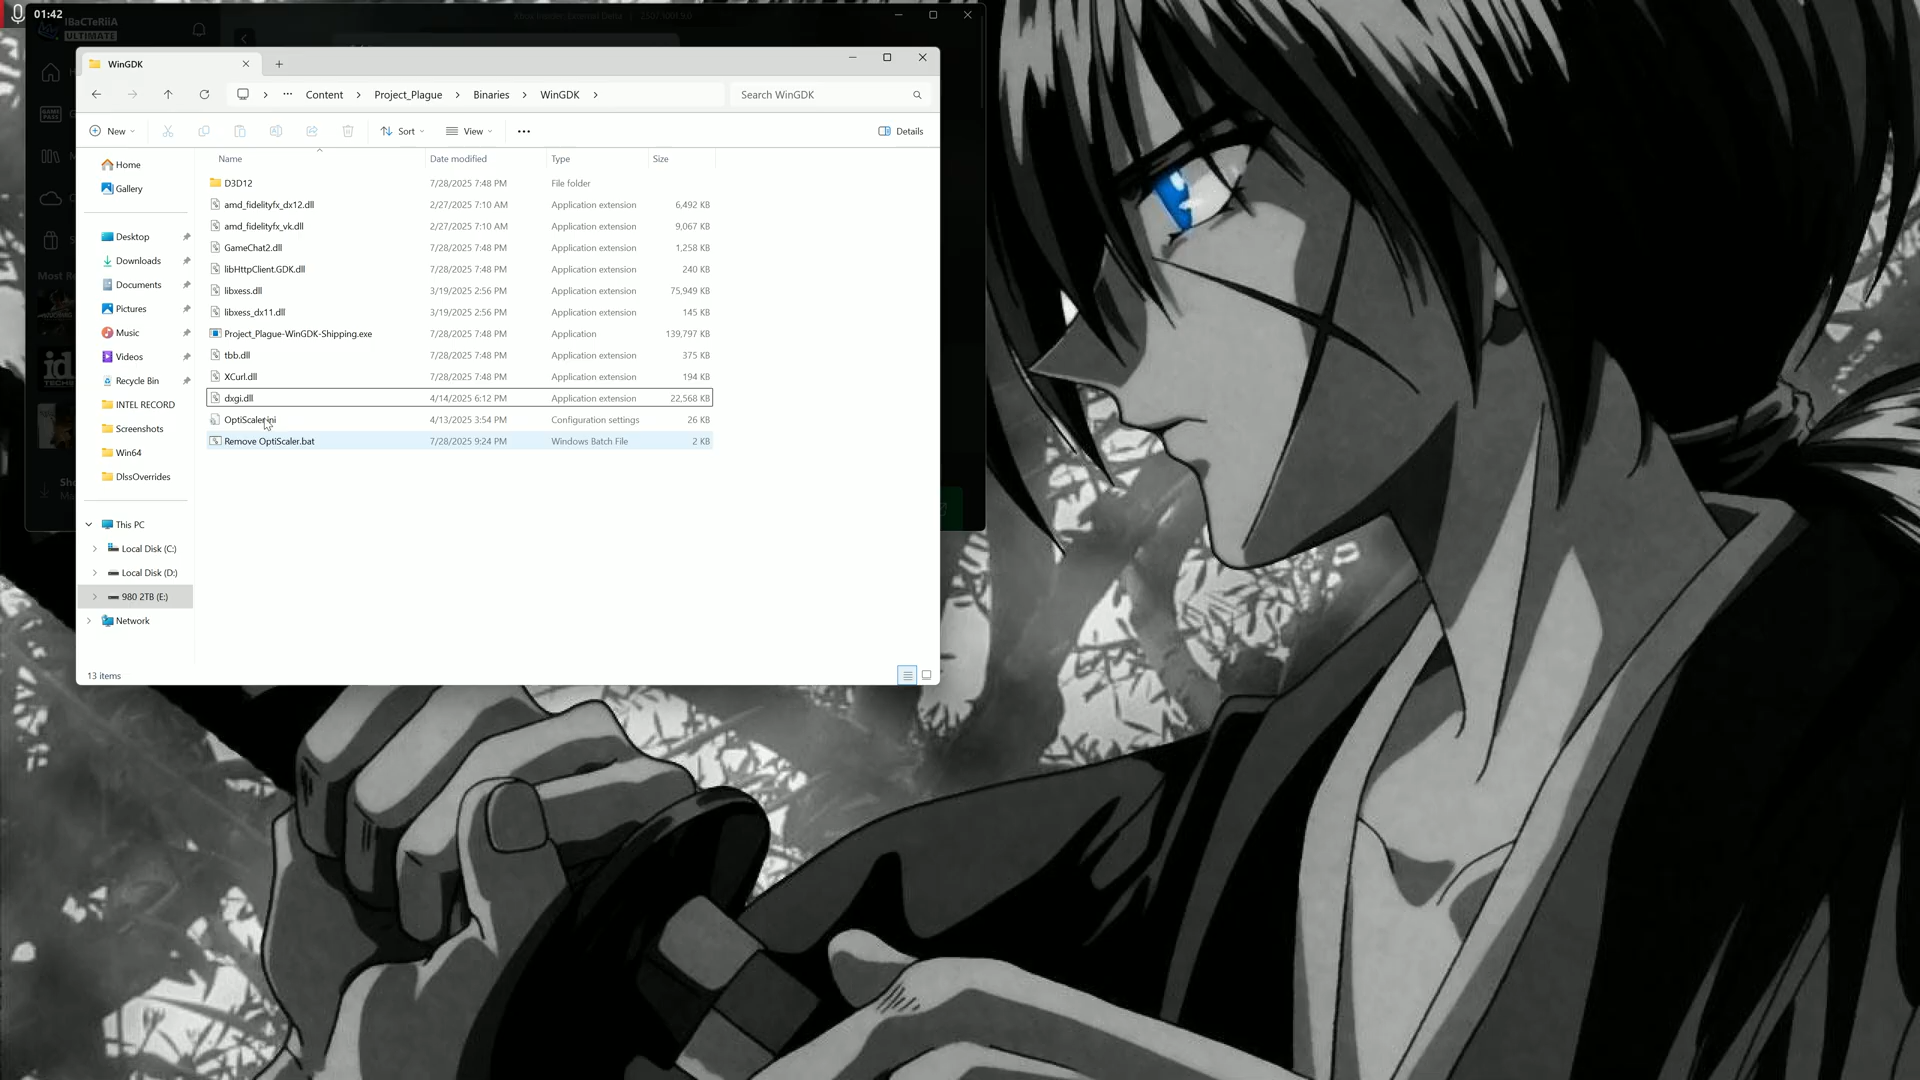 01:42
IBaCTeRiiA
ULTIMATE
WinGDK
Content > Project_Plague > Binaries > WinGDK >
Search WinGDK
New
Sort
View
Details
Name Date modified Type Size
D3D12 7/28/2025 7:48 PM File folder
amd_fidelityfx_dx12.dll 2/27/2025 7:10 AM Application extension 6,492 KB
amd_fidelityfx_vk.dll 2/27/2025 7:10 AM Application extension 9,067 KB
GameChat2.dll 7/28/2025 7:48 PM Application extension 1,258 KB
libHttpClient.GDK.dll 7/28/2025 7:48 PM Application extension 240 KB
libxess.dll 3/19/2025 2:56 PM Application extension 75,949 KB
libxess_dx11.dll 3/19/2025 2:56 PM Application extension 145 KB
Project_Plague-WinGDK-Shipping.exe 7/28/2025 7:48 PM Application 139,797 KB
tbb.dll 7/28/2025 7:48 PM Application extension 375 KB
XCurl.dll 7/28/2025 7:48 PM Application extension 194 KB
dxgi.dll 4/14/2025 6:12 PM Application extension 22,568 KB
OptiScaler.ini 4/13/2025 3:54 PM Configuration settings 26 KB
Remove OptiScaler.bat 7/28/2025 9:24 PM Windows Batch File 2 KB
Home
Gallery
Desktop
Downloads
Documents
Pictures
Music
Videos
Recycle Bin
INTEL RECORD
Screenshots
Win64
DlssOverrides
This PC
Local Disk (C:)
Local Disk (D:)
980 2TB (E:)
Network
13 items
Most Re
id